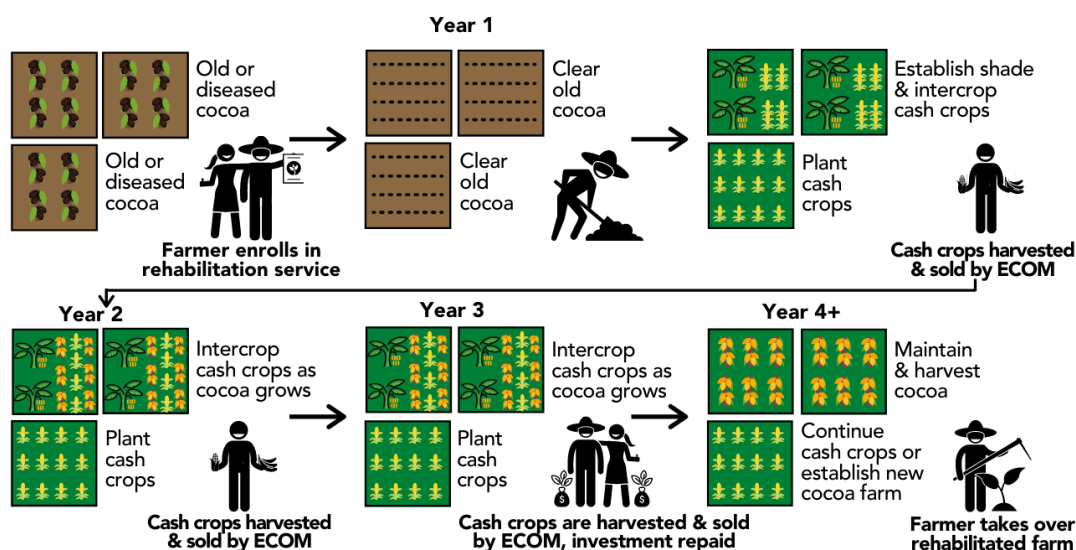 Year 1
Old or
diseased
cocoa
Old or
diseased
cocoa
Farmer enrolls in
rehabilitation service
Clear
old
cocoa
Clear
old
cocoa
Establish shade
& intercrop
cash crops
Plant
cash
crops
Cash crops harvested
& sold by ECOM
Year 2
Intercrop
cash crops as
cocoa grows
Plant
cash
crops
Cash crops harvested
& sold by ECOM
Year 3
Intercrop
cash crops as
cocoa grows
Plant
cash
crops
$
$
Cash crops are harvested & sold
by ECOM, investment repaid
Year 4+
Maintain
& harvest
cocoa
Continue
cash crops or
establish new
cocoa farm
Farmer takes over
rehabilitated farm